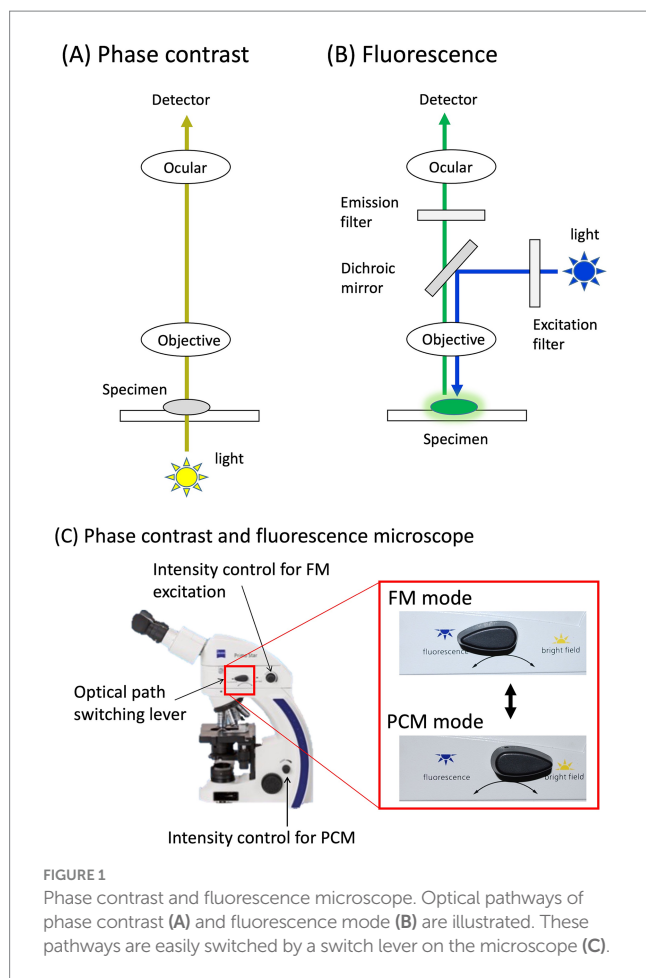 (A) Phase contrast
(B) Fluorescence
Detector
Ocular
Objective
Specimen
light
Detector
Ocular
Emission
filter
light
Dichroic
mirror
Objective
Excitation
filter
Specimen
(C) Phase contrast and fluorescence microscope
Intensity control for FM
excitation
Optical path
switching lever
Intensity control for PCM
FM mode
fluorescence
bright field
PCM mode
fluorescence
bright field
FIGURE 1
Phase contrast and fluorescence microscope. Optical pathways of
phase contrast (A) and fluorescence mode (B) are illustrated. These
pathways are easily switched by a switch lever on the microscope (C).